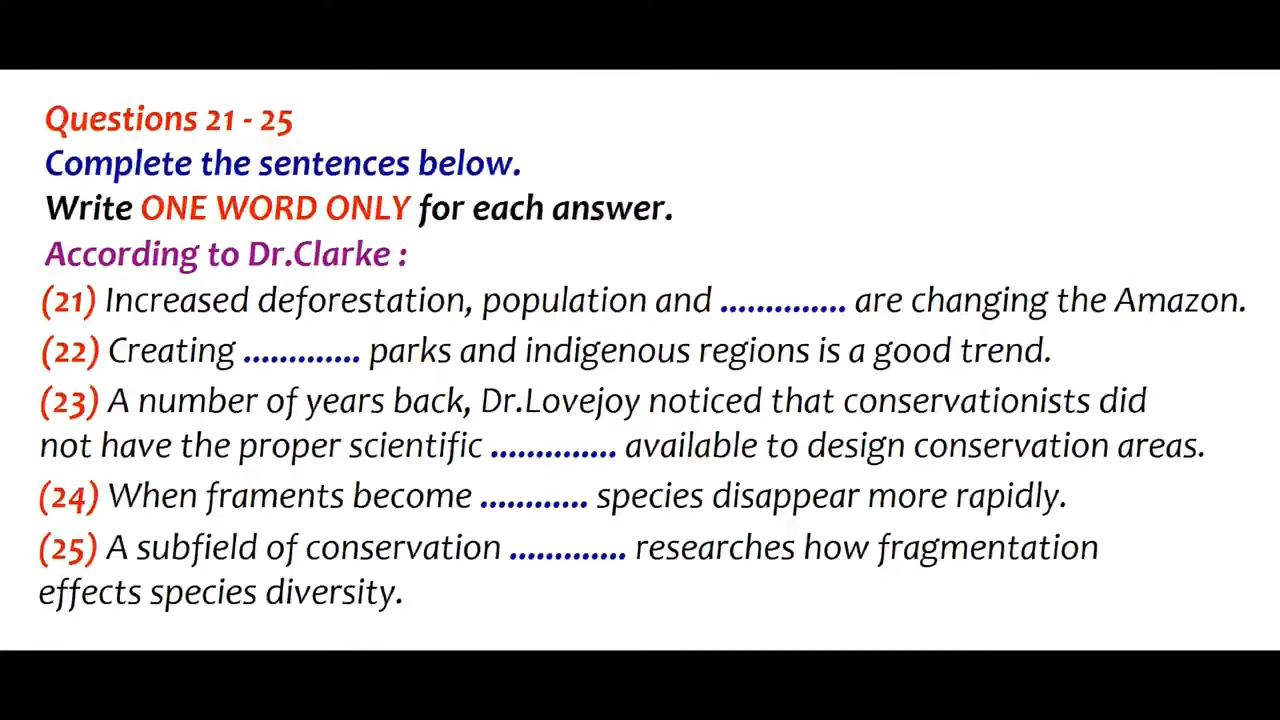 Questions 21 - 25
Complete the sentences below.
Write ONE WORD ONLY for each answer.
According to Dr.Clarke :
(21) Increased deforestation, population and .............. are changing the Amazon.
(22) Creating ............. parks and indigenous regions is a good trend.
(23) A number of years back, Dr.Lovejoy noticed that conservationists did
not have the proper scientific .............. available to design conservation areas.
(24) When framents become ............ species disappear more rapidly.
(25) A subfield of conservation ............. researches how fragmentation
effects species diversity.